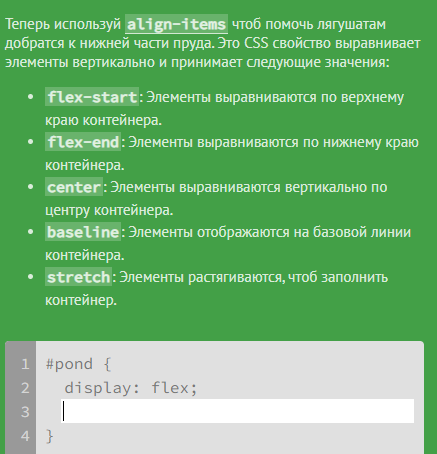 Теперь используй align-items чтоб помочь лягушатам
добратся к нижней части пруда. Это CSS свойство выравнивает
элементы вертикально и принимает следующие значения:
• flex-start: Элементы выравниваются по верхнему
краю контейнера.
• flex-end: Элементы выравниваются по нижнему краю
контейнера.
• center: Элементы выравниваются вертикально по
центру контейнера.
• baseline: Элементы отображаются на базовой линии
контейнера.
• stretch: Элементы растягиваются, чтоб заполнить
контейнер.
1 #pond {
2 display: flex;
3
4 }